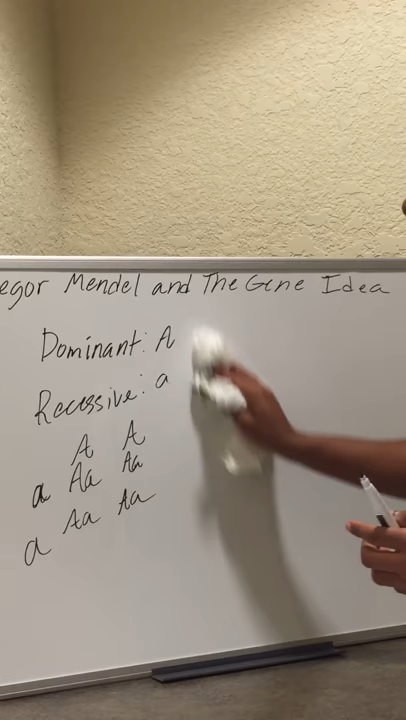 egor Mendel and The Gene Idea
Dominant: A
Recessive: a
A A
a Aa Aa
a Aa Aa